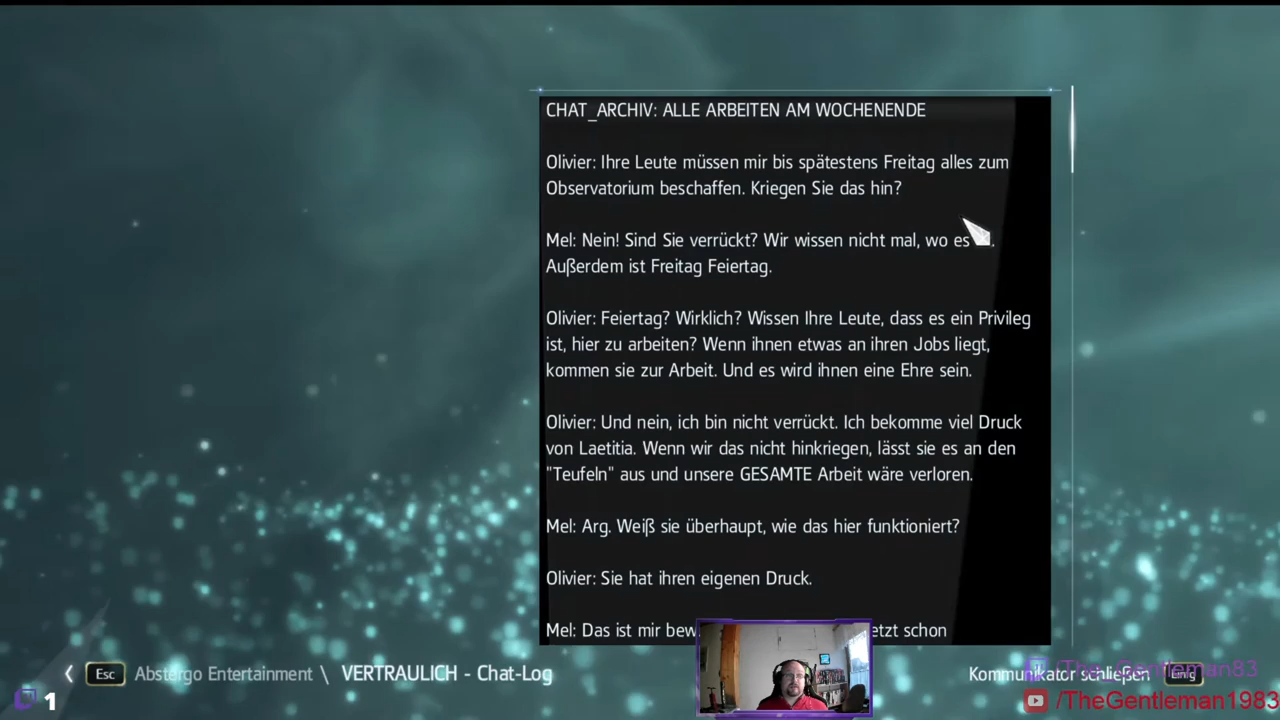 CHAT_ARCHIV: ALLE ARBEITEN AM WOCHENENDE
Olivier: Ihre Leute müssen mir bis spätestens Freitag alles zum
Observatorium beschaffen. Kriegen Sie das hin?
Mel: Nein! Sind Sie verrückt? Wir wissen nicht mal, wo es
Außerdem ist Freitag Feiertag.
Olivier: Feiertag? Wirklich? Wissen Ihre Leute, dass es ein Privileg
ist, hier zu arbeiten? Wenn ihnen etwas an ihren Jobs liegt,
kommen sie zur Arbeit. Und es wird ihnen eine Ehre sein.
Olivier: Und nein, ich bin nicht verrückt. Ich bekomme viel Druck
von Laetitia. Wenn wir das nicht hinkriegen, lässt sie es an den
"Teufeln" aus und unsere GESAMTE Arbeit wäre verloren.
Mel: Arg. Weiß sie überhaupt, wie das hier funktioniert?
Olivier: Sie hat ihren eigenen Druck.
Mel: Das ist mir schon
Esc Abstergo Entertainment \ VERTRAULICH - Chat-Log
Kommunikator schließen
/The_Gentleman83
1
/TheGentleman1983